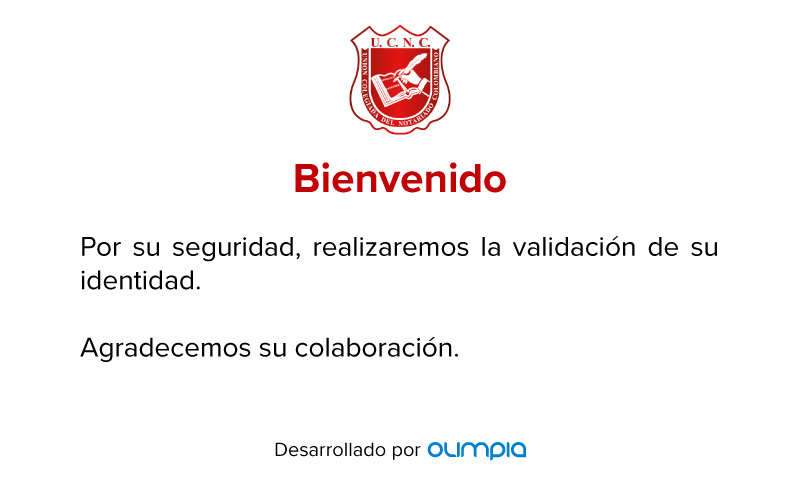 U. C. N. C.
UNION COLEGIADA DEL NOTARIADO COLOMBIANO
Bienvenido
Por su seguridad, realizaremos la validación de su
identidad.
Agradecemos su colaboración.
Desarrollado por OLIMPIA